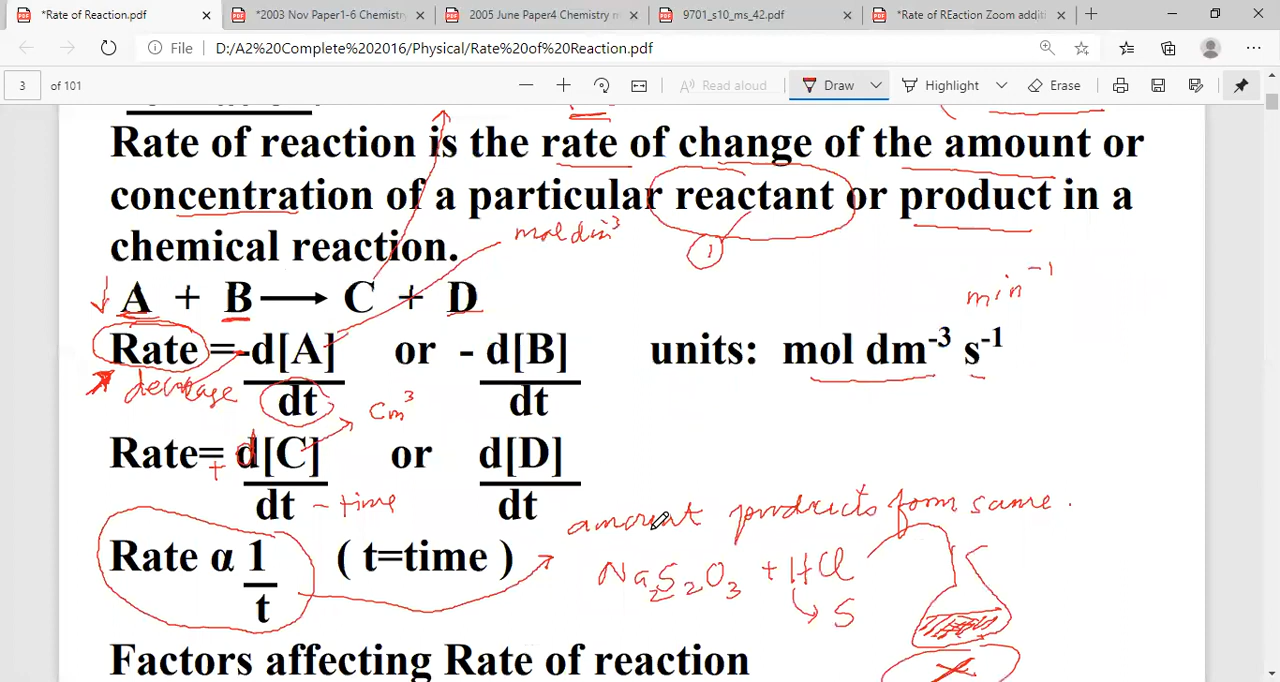 *Rate of Reaction.pdf
*2003 Nov Paper1-6 Chemistry
2005 June Paper4 Chemistry m
9701_s10_ms_42.pdf
*Rate of REaction Zoom addit
File D:/A2%20Complete%202016/Physical/Rate%20of%20Reaction.pdf
3 of 101
Read aloud
Draw
Highlight
Erase
Rate of reaction is the rate of change of the amount or
concentration of a particular reactant or product in a
mol dm³
chemical reaction.
1
min⁻¹
A + B → C + D
Rate = -d[A] or - d[B] units: mol dm⁻³ s⁻¹
decrease
dt dt
cm³
Rate= + d[C] or d[D]
dt - time dt
amount products form same.
Rate α 1 ( t=time )
t
Na₂S₂O₃ + HCl
S
Factors affecting Rate of reaction